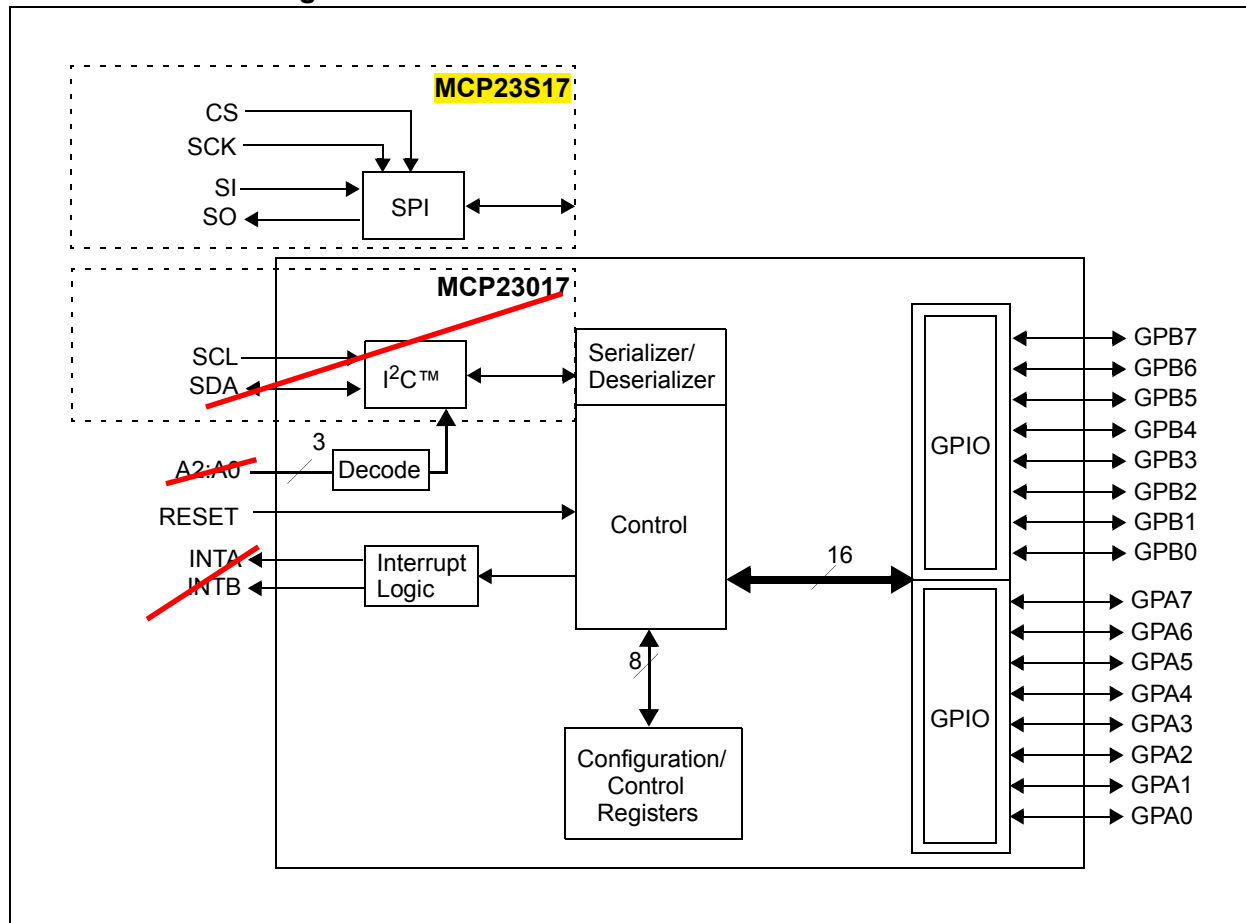 MCP23S17
CS
SCK
SI
SO
SPI
MCP23017
SCL
SDA
I²C™
Serializer/
Deserializer
A2:A0
3
Decode
RESET
Control
INTA
INTB
Interrupt
Logic
16
8
Configuration/
Control
Registers
GPIO
GPB7
GPB6
GPB5
GPB4
GPB3
GPB2
GPB1
GPB0
GPIO
GPA7
GPA6
GPA5
GPA4
GPA3
GPA2
GPA1
GPA0